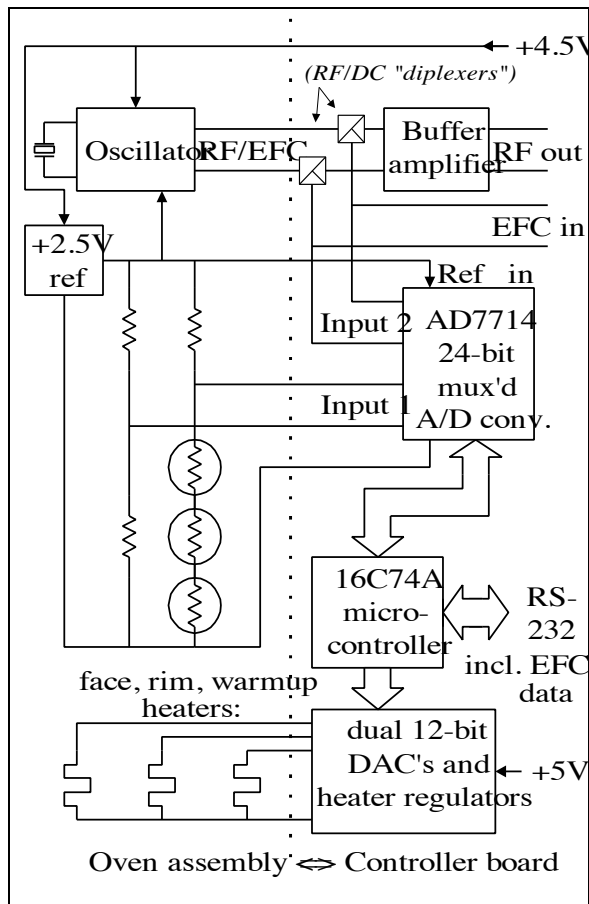 +4.5V
(RF/DC "diplexers")
Oscillator
RF/EFC
Buffer
amplifier
RF out
EFC in
+2.5V
ref
Ref in
Input 2
AD7714
24-bit
mux'd
A/D conv.
Input 1
16C74A
micro-
controller
RS-
232
incl. EFC
data
face, rim, warmup
heaters:
dual 12-bit
DAC's and
heater regulators
+5V
Oven assembly <=> Controller board